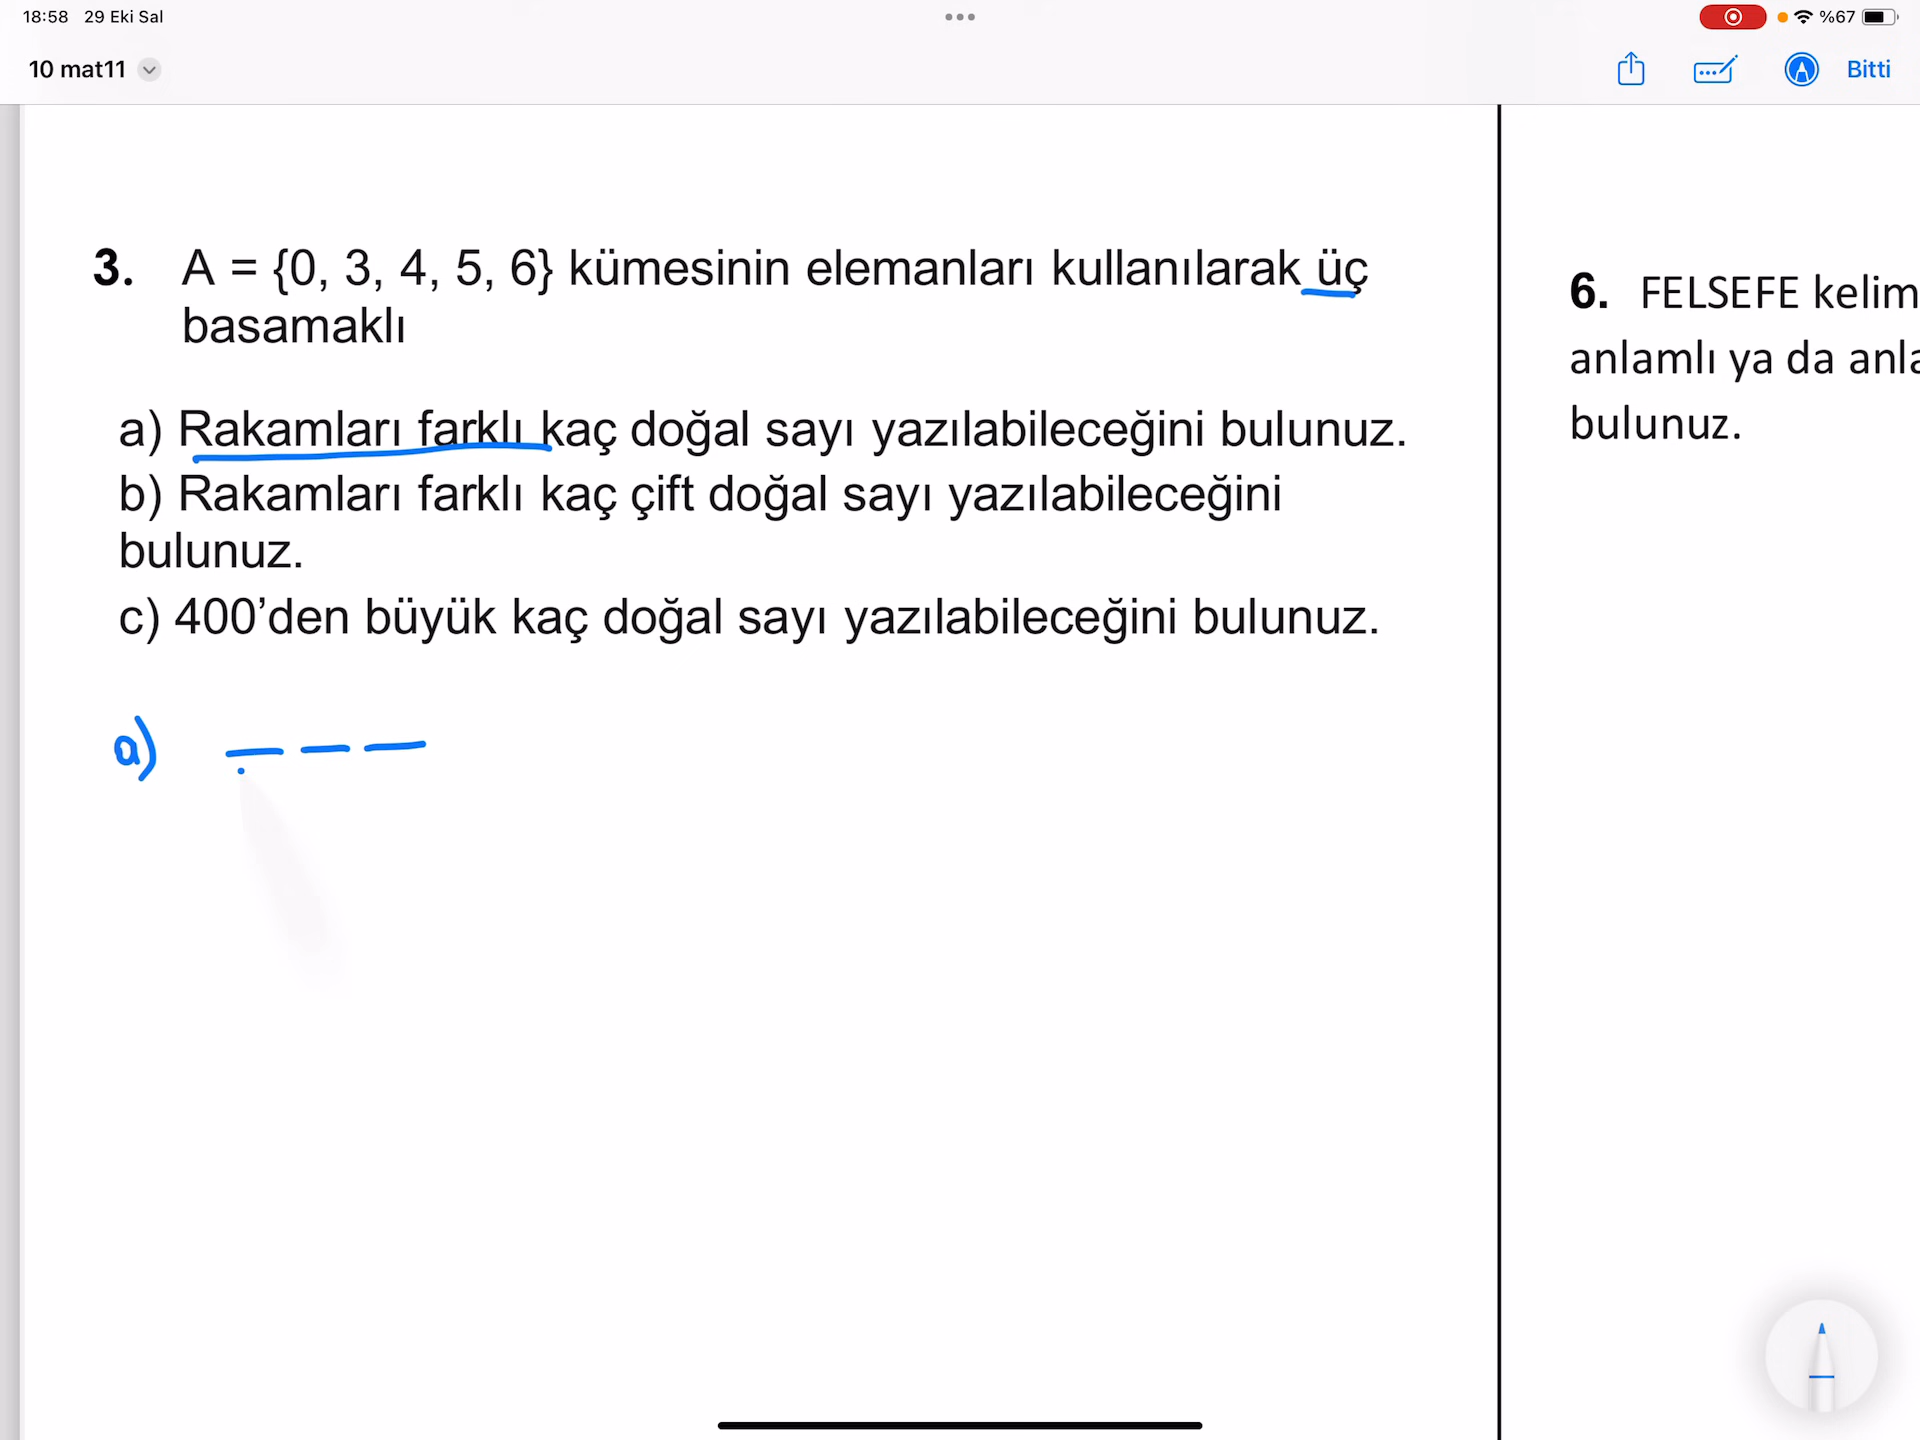 18:58 29 Eki Sal
%67
10 mat11
Bitti
3. A = {0, 3, 4, 5, 6} kümesinin elemanları kullanılarak üç
basamaklı
a) Rakamları farklı kaç doğal sayı yazılabileceğini bulunuz.
b) Rakamları farklı kaç çift doğal sayı yazılabileceğini
bulunuz.
c) 400’den büyük kaç doğal sayı yazılabileceğini bulunuz.
a)
6. FELSEFE kelim
anlamlı ya da anla
bulunuz.